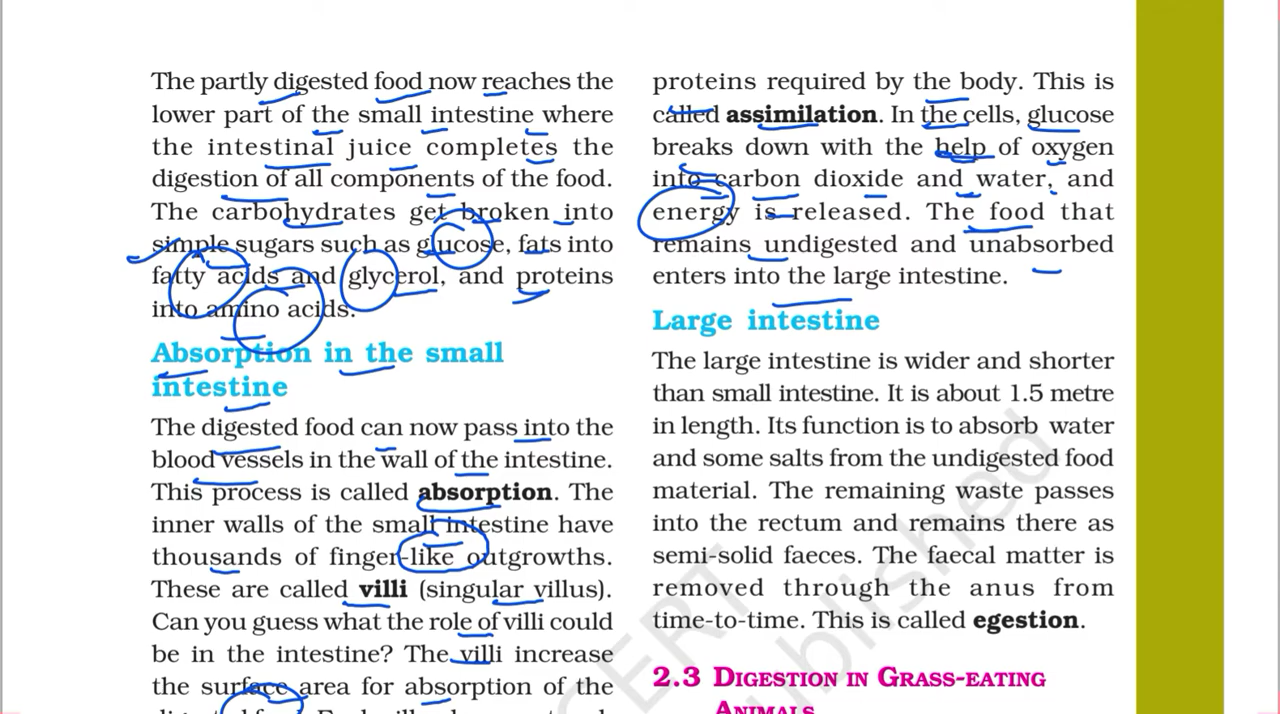 The partly digested food now reaches the
lower part of the small intestine where
the intestinal juice completes the
digestion of all components of the food.
The carbohydrates get broken into
simple sugars such as glucose, fats into
fatty acids and glycerol, and proteins
into amino acids.
Absorption in the small
intestine
The digested food can now pass into the
blood vessels in the wall of the intestine.
This process is called absorption. The
inner walls of the small intestine have
thousands of finger-like outgrowths.
These are called villi (singular villus).
Can you guess what the role of villi could
be in the intestine? The villi increase
the surface area for absorption of the
proteins required by the body. This is
called assimilation. In the cells, glucose
breaks down with the help of oxygen
into carbon dioxide and water, and
energy is released. The food that
remains undigested and unabsorbed
enters into the large intestine.
Large intestine
The large intestine is wider and shorter
than small intestine. It is about 1.5 metre
in length. Its function is to absorb water
and some salts from the undigested food
material. The remaining waste passes
into the rectum and remains there as
semi-solid faeces. The faecal matter is
removed through the anus from
time-to-time. This is called egestion.
2.3 DIGESTION IN GRASS-EATING
ANIMALS